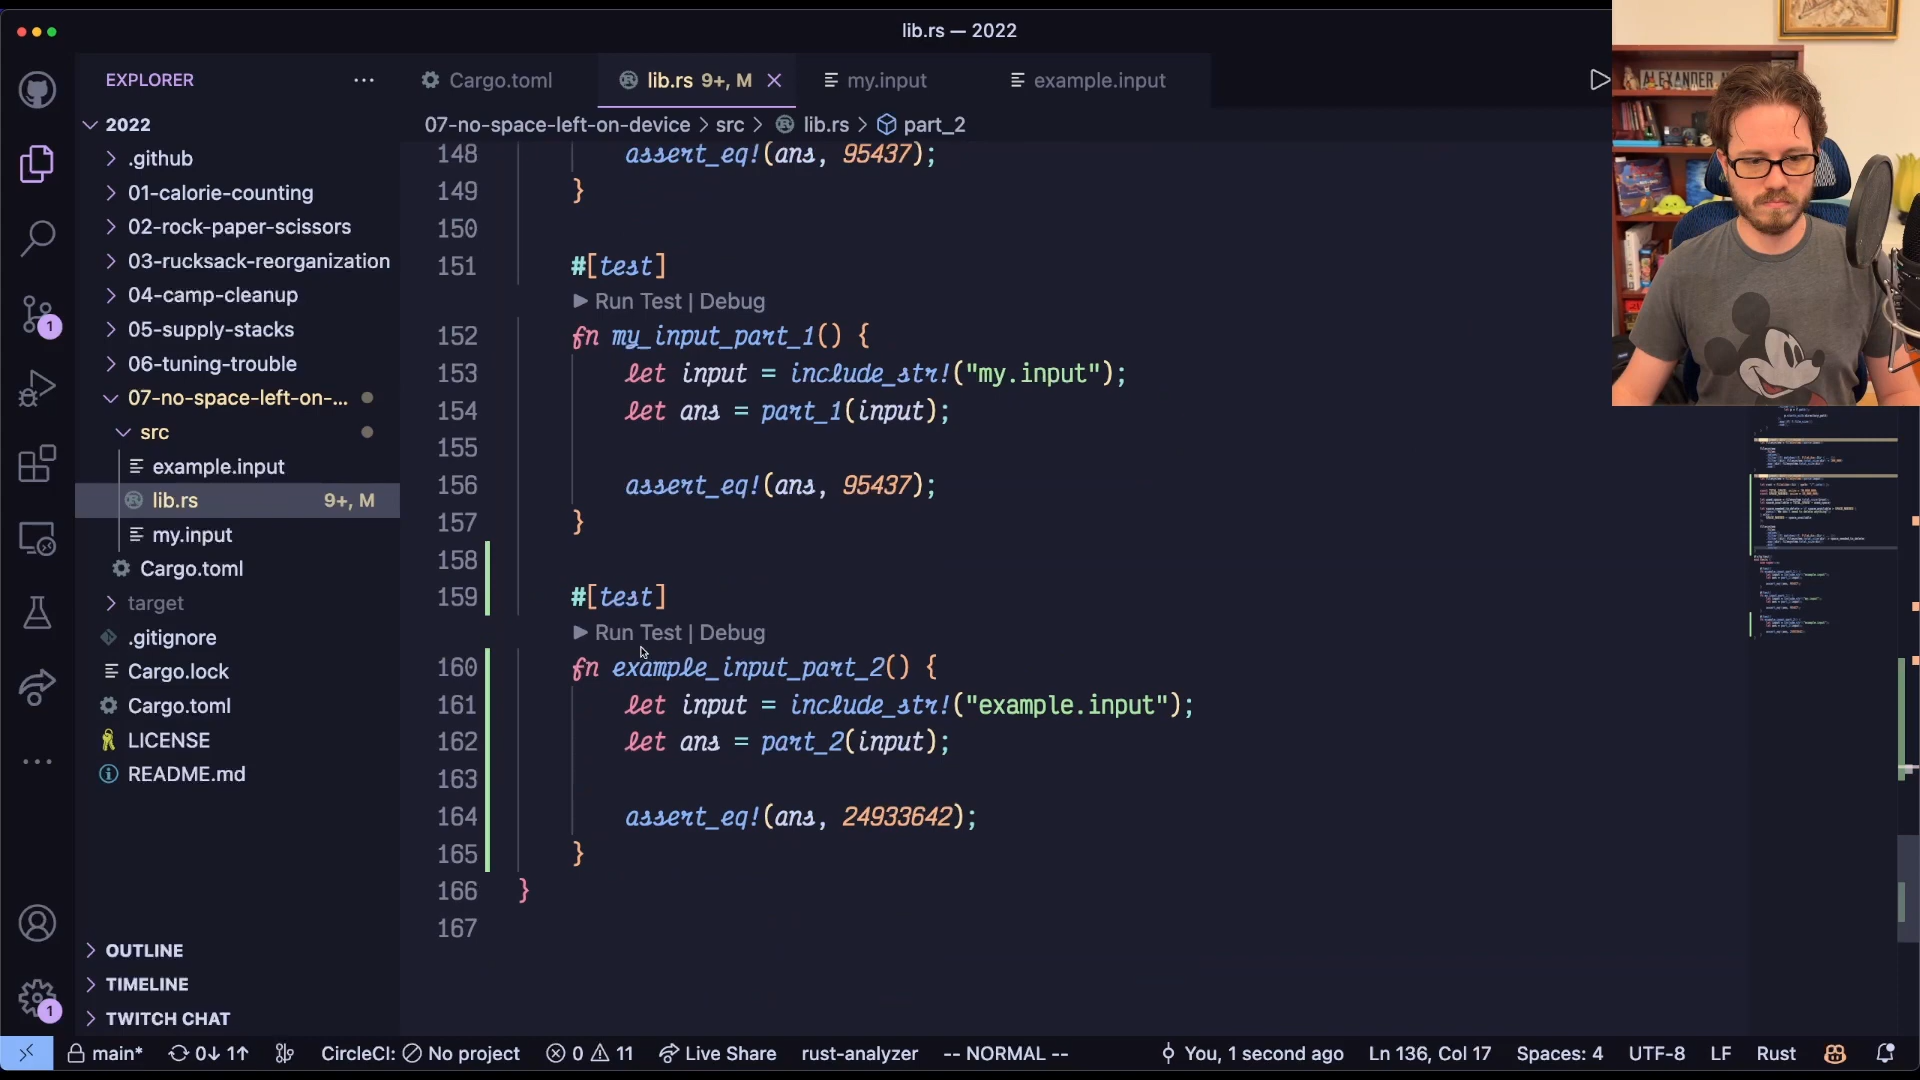 lib.rs — 2022
EXPLORER
Cargo.toml
lib.rs 9+, M
my.input
example.input
07-no-space-left-on-device > src > lib.rs > part_2
2022
.github
01-calorie-counting
02-rock-paper-scissors
03-rucksack-reorganization
04-camp-cleanup
05-supply-stacks
06-tuning-trouble
07-no-space-left-on-...
src
example.input
lib.rs 9+, M
my.input
Cargo.toml
target
.gitignore
Cargo.lock
Cargo.toml
LICENSE
README.md
OUTLINE
TIMELINE
TWITCH CHAT
1
1
148 assert_eq!(ans, 95437);
149 }
150
151 #[test]
Run Test | Debug
152 fn my_input_part_1() {
153 let input = include_str!("my.input");
154 let ans = part_1(input);
155
156 assert_eq!(ans, 95437);
157 }
158
159 #[test]
Run Test | Debug
160 fn example_input_part_2() {
161 let input = include_str!("example.input");
162 let ans = part_2(input);
163
164 assert_eq!(ans, 24933642);
165 }
166 }
167
main* 0↓ 1↑ CircleCI: No project 0 11 Live Share rust-analyzer -- NORMAL -- You, 1 second ago Ln 136, Col 17 Spaces: 4 UTF-8 LF Rust